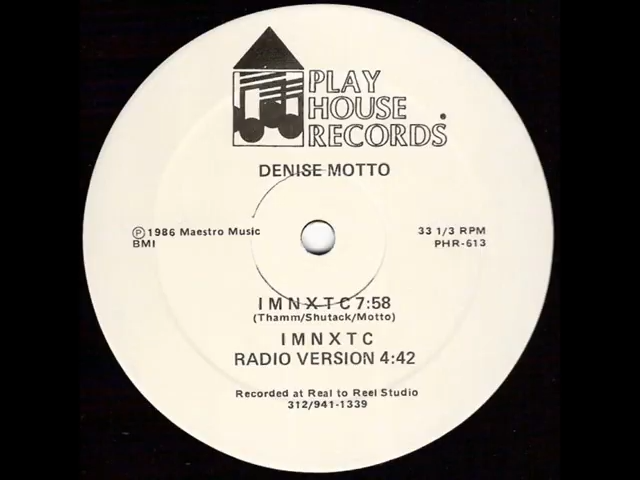 PLAY
HOUSE
RECORDS.
DENISE MOTTO
℗ 1986 Maestro Music
BMI
33 1/3 RPM
PHR-613
I M N X T C 7:58
(Thamm/Shutack/Motto)
I M N X T C
RADIO VERSION 4:42
Recorded at Real to Reel Studio
312/941-1339